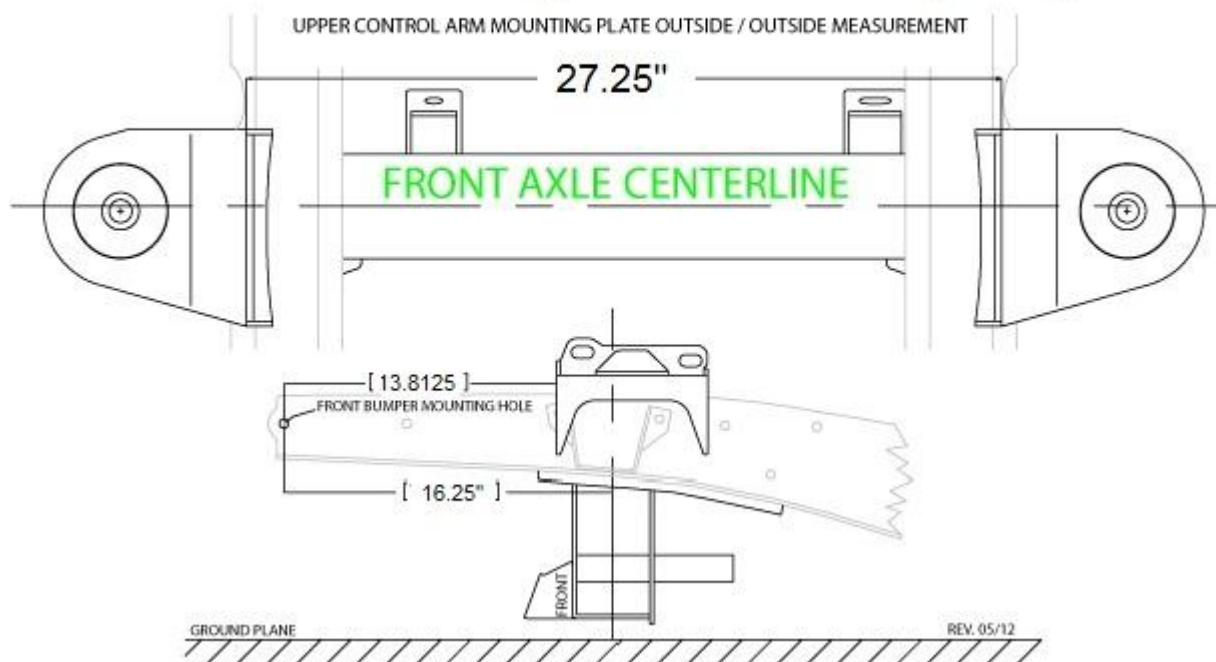 UPPER CONTROL ARM MOUNTING PLATE OUTSIDE / OUTSIDE MEASUREMENT
27.25"
FRONT AXLE CENTERLINE
[ 13.8125 ]
FRONT BUMPER MOUNTING HOLE
[ 16.25" ]
FRONT
GROUND PLANE
REV. 05/12